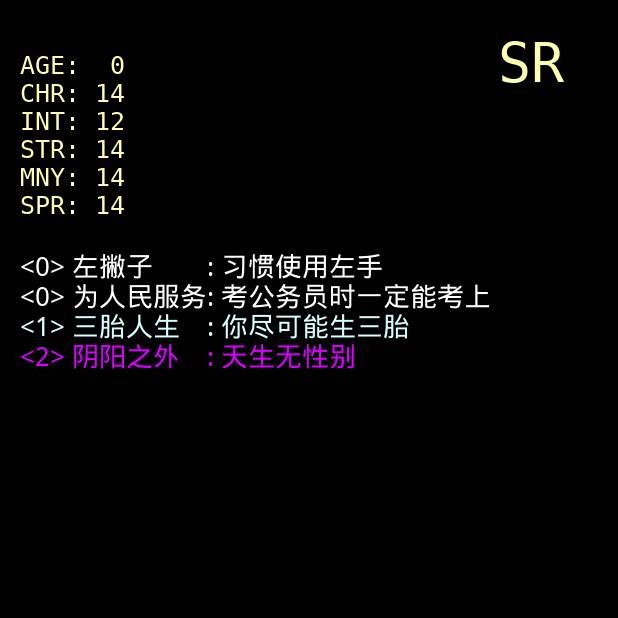 SR
AGE: 0
CHR: 14
INT: 12
STR: 14
MNY: 14
SPR: 14
<0> 左撇子 : 习惯使用左手
<0> 为人民服务: 考公务员时一定能考上
<1> 三胎人生 : 你尽可能生三胎
<2> 阴阳之外 : 天生无性别